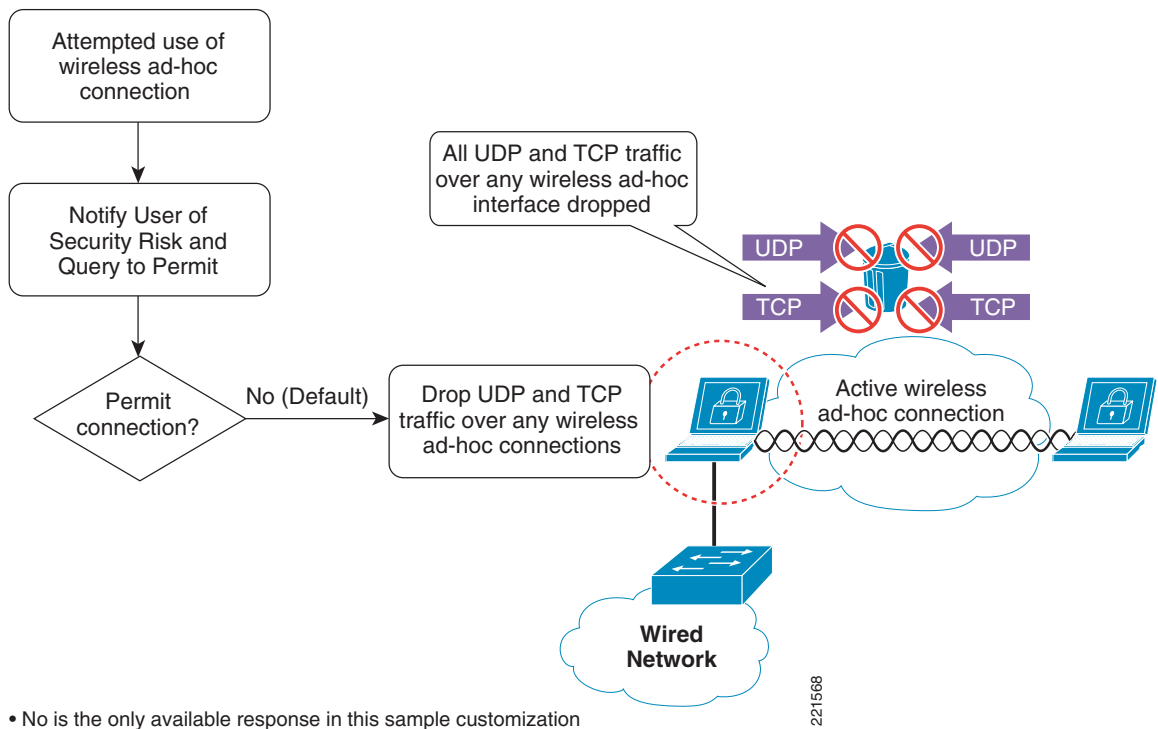 Attempted use of
wireless ad-hoc
connection
Notify User of
Security Risk and
Query to Permit
Permit
connection?
No (Default)
Drop UDP and TCP
traffic over any wireless
ad-hoc connections
All UDP and TCP traffic
over any wireless ad-hoc
interface dropped
UDP
UDP
TCP
TCP
Active wireless
ad-hoc connection
Wired
Network
221568
• No is the only available response in this sample customization